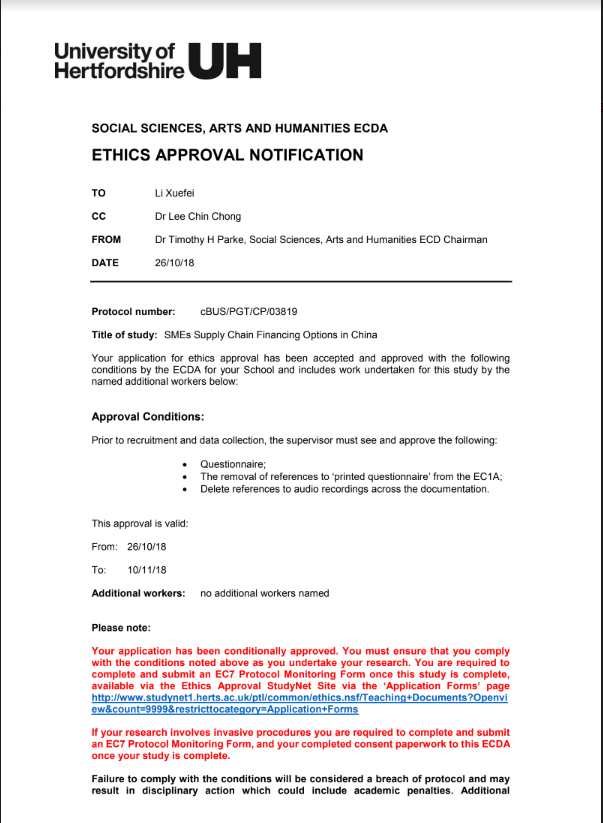 University of
Hertfordshire UH
SOCIAL SCIENCES, ARTS AND HUMANITIES ECDA
ETHICS APPROVAL NOTIFICATION
TO Li Xuefei
CC Dr Lee Chin Chong
FROM Dr Timothy H Parke, Social Sciences, Arts and Humanities ECD Chairman
DATE 26/10/18
Protocol number: cBUS/PGT/CP/03819
Title of study: SMEs Supply Chain Financing Options in China
Your application for ethics approval has been accepted and approved with the following
conditions by the ECDA for your School and includes work undertaken for this study by the
named additional workers below:
Approval Conditions:
Prior to recruitment and data collection, the supervisor must see and approve the following:
• Questionnaire;
• The removal of references to ‘printed questionnaire’ from the EC1A;
• Delete references to audio recordings across the documentation.
This approval is valid:
From: 26/10/18
To: 10/11/18
Additional workers: no additional workers named
Please note:
Your application has been conditionally approved. You must ensure that you comply
with the conditions noted above as you undertake your research. You are required to
complete and submit an EC7 Protocol Monitoring Form once this study is complete,
available via the Ethics Approval StudyNet Site via the ‘Application Forms’ page
http://www.studynet1.herts.ac.uk/ptl/common/ethics.nsf/Teaching+Documents?Openvi
ew&count=9999&restricttocategory=Application+Forms
If your research involves invasive procedures you are required to complete and submit
an EC7 Protocol Monitoring Form, and your completed consent paperwork to this ECDA
once your study is complete.
Failure to comply with the conditions will be considered a breach of protocol and may
result in disciplinary action which could include academic penalties. Additional